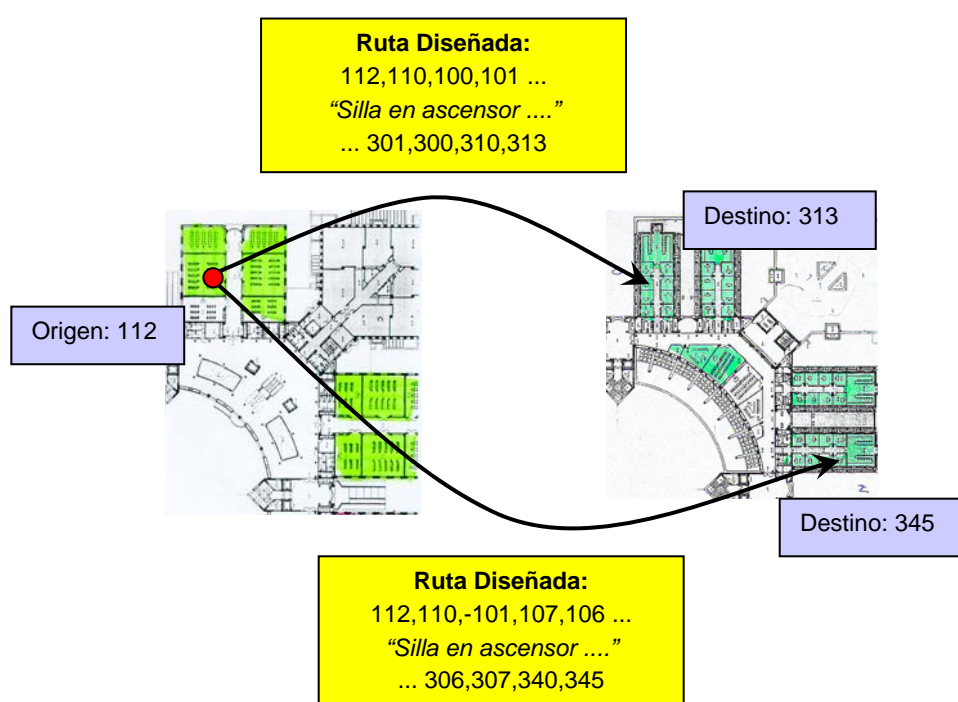 Ruta Diseñada:
112,110,100,101 ...
“Silla en ascensor ....”
... 301,300,310,313
Destino: 313
Origen: 112
Destino: 345
Ruta Diseñada:
112,110,-101,107,106 ...
“Silla en ascensor ....”
... 306,307,340,345